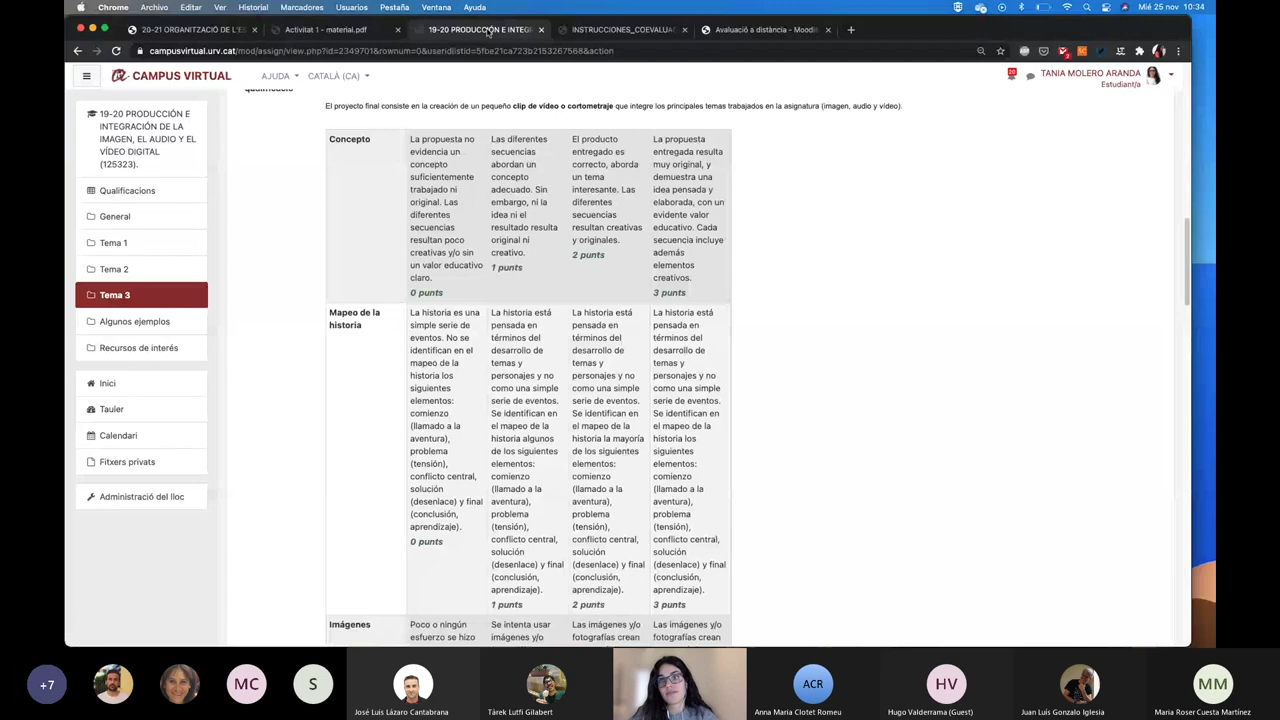 Chrome Archivo Editar Ver Historial Marcadores Perfiles Pestaña Ventana Ayuda
Mié 25 nov 10:34
20-21 ORGANITZACIÓ DE L'ES
Activitat 1 - material.pdf
19-20 PRODUCCIÓN E INTEG
INSTRUCCIONES_COEVALUA
Avaluació a distància - Moodl
campusvirtual.urv.cat/mod/assign/view.php?id=2349701&rownum=0&useridlistid=5fbe21ca723b2153267568&action
CAMPUS VIRTUAL
AJUDA
CATALÀ (CA)
20
TANIA MOLERO ARANDA
Estudiant/a
19-20 PRODUCCIÓN E
INTEGRACIÓN DE LA
IMAGEN, EL AUDIO Y EL
VÍDEO DIGITAL
(125323).
Qualificacions
General
Tema 1
Tema 2
Tema 3
Algunos ejemplos
Recursos de interés
Inici
Tauler
Calendari
Fitxers privats
Administració del lloc
qualificació
El proyecto final consiste en la creación de un pequeño clip de vídeo o cortometraje que integre los principales temas trabajados en la asignatura (imagen, audio y vídeo).
Concepto
La propuesta no
evidencia un
concepto
suficientemente
trabajado ni
original. Las
diferentes
secuencias
resultan poco
creativas y/o sin
un valor educativo
claro.
0 punts
Las diferentes
secuencias
abordan un
concepto
adecuado. Sin
embargo, ni la
idea ni el
resultado resulta
original ni
creativo.
1 punts
El producto
entregado es
correcto, aborda
un tema
interesante. Las
diferentes
secuencias
resultan creativas
y originales.
2 punts
La propuesta
entregada resulta
muy original, y
demuestra una
idea pensada y
elaborada, con un
evidente valor
educativo. Cada
secuencia incluye
además
elementos
creativos.
3 punts
Mapeo de la
historia
La historia es una
simple serie de
eventos. No se
identifican en el
mapeo de la
historia los
siguientes
elementos:
comienzo
(llamado a la
aventura),
problema
(tensión),
conflicto central,
solución
(desenlace) y final
(conclusión,
aprendizaje).
0 punts
La historia está
pensada en
términos del
desarrollo de
temas y
personajes y no
como una simple
serie de eventos.
Se identifican en
el mapeo de la
historia algunos
de los siguientes
elementos:
comienzo
(llamado a la
aventura),
problema
(tensión),
conflicto central,
solución
(desenlace) y final
(conclusión,
aprendizaje).
1 punts
La historia está
pensada en
términos del
desarrollo de
temas y
personajes y no
como una simple
serie de eventos.
Se identifican en
el mapeo de la
historia la mayoría
de los siguientes
elementos:
comienzo
(llamado a la
aventura),
problema
(tensión),
conflicto central,
solución
(desenlace) y final
(conclusión,
aprendizaje).
2 punts
La historia está
pensada en
términos del
desarrollo de
temas y
personajes y no
como una simple
serie de eventos.
Se identifican en
el mapeo de la
historia los
siguientes
elementos:
comienzo
(llamado a la
aventura),
problema
(tensión),
conflicto central,
solución
(desenlace) y final
(conclusión,
aprendizaje).
3 punts
Imágenes
Poco o ningún
esfuerzo se hizo
Se intenta usar
imágenes y/o
Las imágenes y/o
fotografías crean
Las imágenes y/o
fotografías crean
+7
MC
S
José Luis Lázaro Cantabrana
Tárek Lutfi Gilabert
ACR
Anna Maria Clotet Romeu
HV
Hugo Valderrama (Guest)
Juan Luis Gonzalo Iglesia
MM
Maria Roser Cuesta Martínez